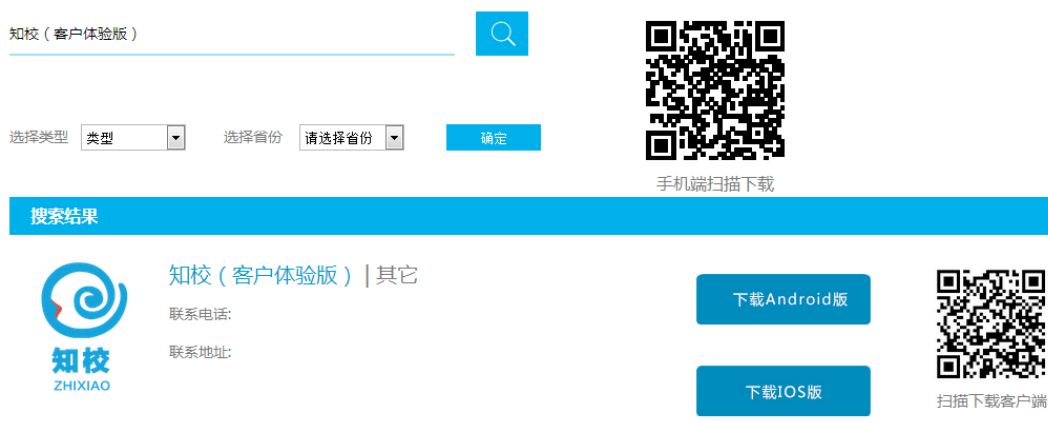 知校（客户体验版）
选择类型 类型 选择省份 请选择省份 确定
手机端扫描下载
搜索结果
知校（客户体验版）|其它
联系电话:
联系地址:
知校
ZHIXIAO
下载Android版
下载IOS版
扫描下载客户端